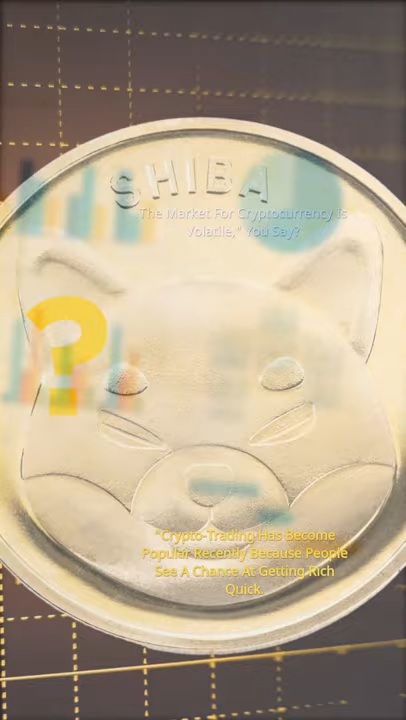 SHIBA
"The Market For Cryptocurrency Is
Volatile," You Say?
?
"Crypto-Trading Has Become
Popular Recently Because People
See A Chance At Getting Rich
Quick.